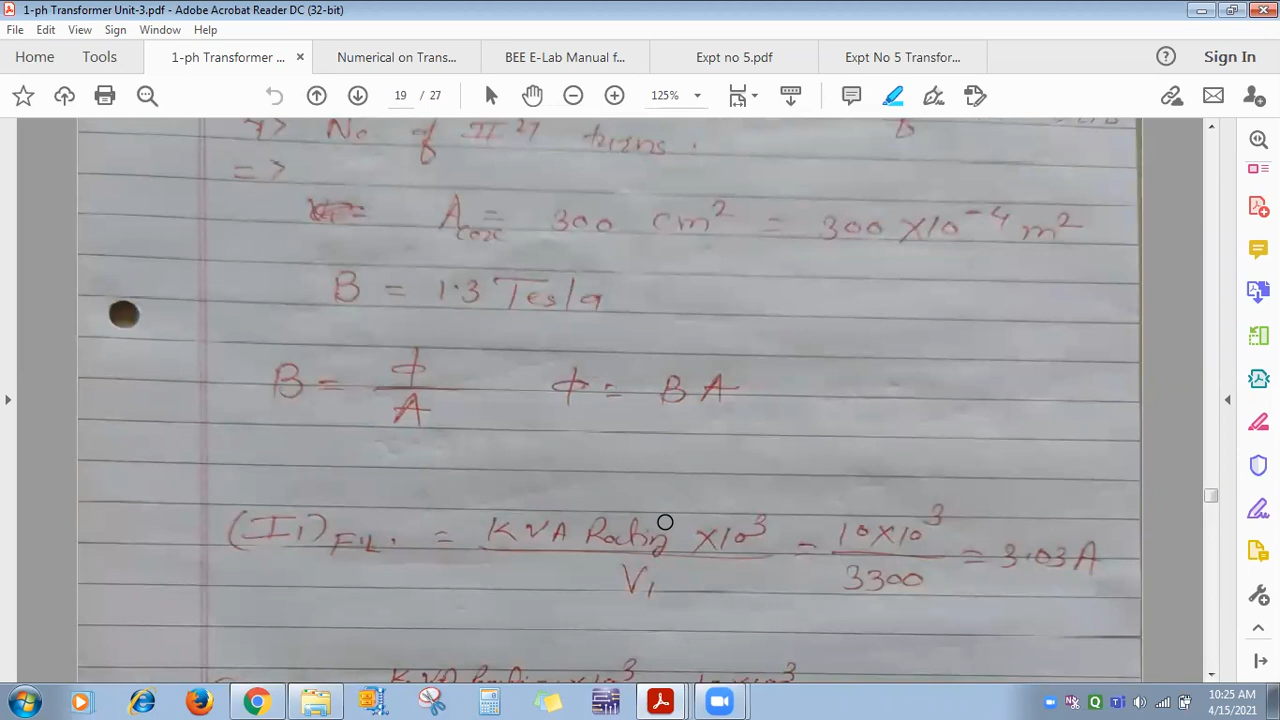 1-ph Transformer Unit-3.pdf - Adobe Acrobat Reader DC (32-bit)
File Edit View Sign Window Help
Home Tools 1-ph Transformer ... × Numerical on Trans... BEE E-Lab Manual f... Expt no 5.pdf Expt No 5 Transfor... Sign In
19 / 27 125%
No of turns.
=>
A = 300 cm² = 300 ×10⁻⁴ m²
B = 1.3 Tesla
B = ϕ/A ϕ = BA
(I₁) F.L. = KVA Rating ×10³ / V₁ = 10×10³ / 3300 = 3.03 A
10:25 AM
4/15/2021